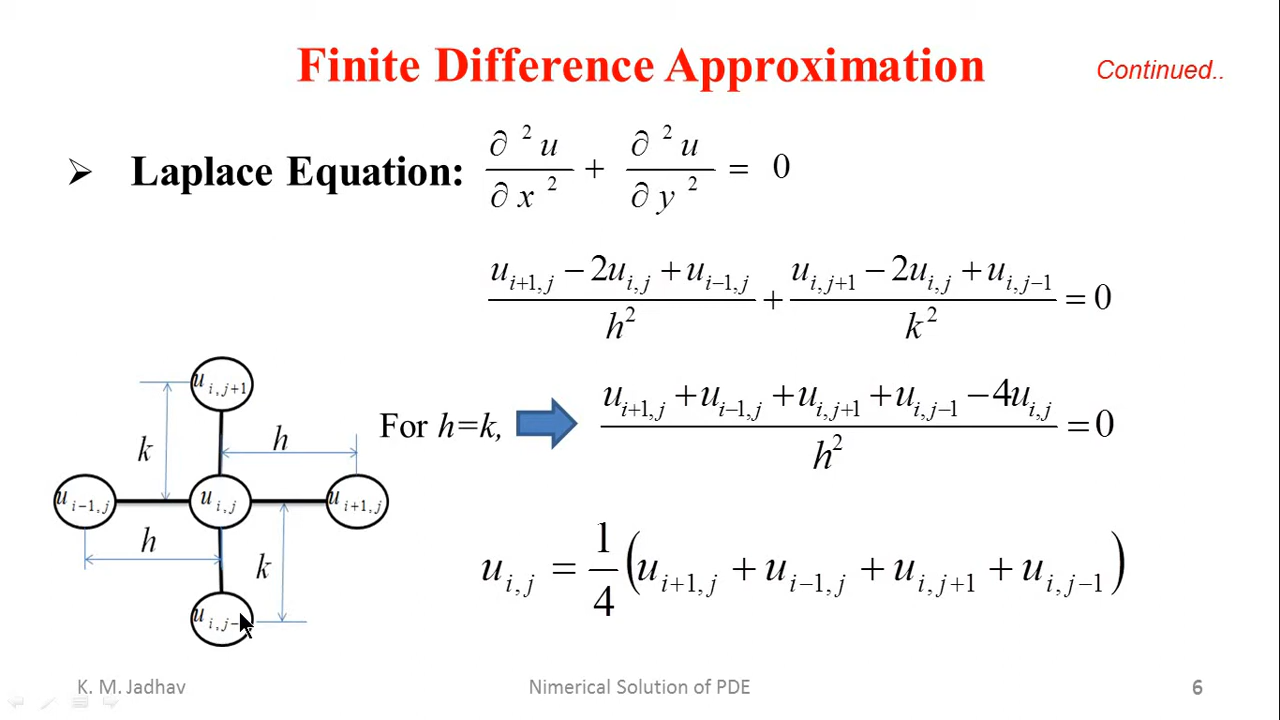 Finite Difference Approximation
Continued..
➢ Laplace Equation: ∂²u/∂x² + ∂²u/∂y² = 0
(u_{i+1,j} − 2u_{i,j} + u_{i−1,j})/h² + (u_{i,j+1} − 2u_{i,j} + u_{i,j−1})/k² = 0
For h=k, (u_{i+1,j} + u_{i−1,j} + u_{i,j+1} + u_{i,j−1} − 4u_{i,j})/h² = 0
u_{i,j} = 1/4 (u_{i+1,j} + u_{i−1,j} + u_{i,j+1} + u_{i,j−1})
u_{i,j+1}
k
h
u_{i−1,j}
u_{i,j}
u_{i+1,j}
h
k
u_{i,j−
K. M. Jadhav
Nimerical Solution of PDE
6